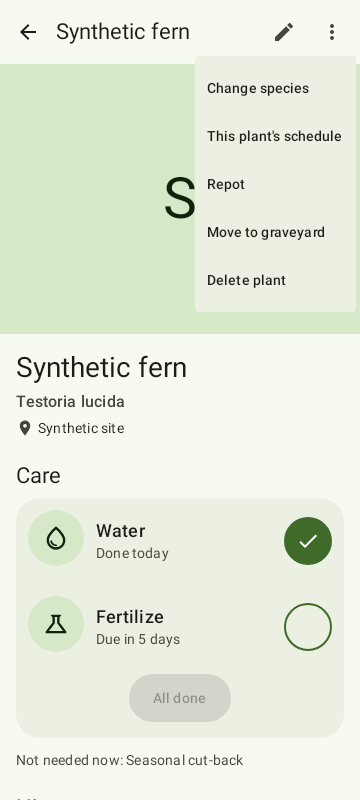 Synthetic fern
Change species
This plant's schedule
Repot
Move to graveyard
Delete plant
S
Synthetic fern
Testoria lucida
Synthetic site
Care
Water
Done today
Fertilize
Due in 5 days
All done
Not needed now: Seasonal cut-back